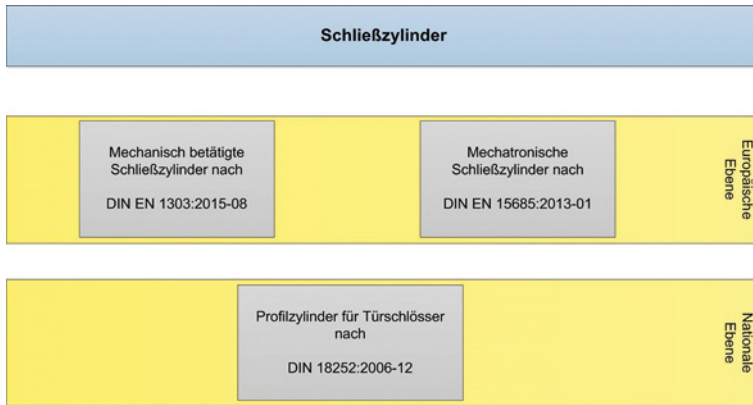 Schließzylinder
Mechanisch betätigte
Schließzylinder nach
DIN EN 1303:2015-08
Mechatronische
Schließzylinder nach
DIN EN 15685:2013-01
Europäische
Ebene
Profilzylinder für Türschlösser
nach
DIN 18252:2006-12
Nationale
Ebene